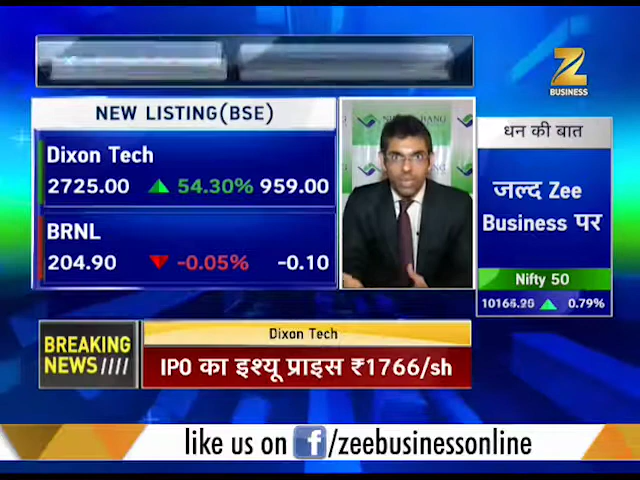 Z
BUSINESS
NEW LISTING(BSE)
Dixon Tech
2725.00 ▲ 54.30% 959.00
BRNL
204.90 ▼ -0.05% -0.10
धन की बात
जल्द Zee
Business पर
Nifty 50
▲ 0.79%
BREAKING
NEWS ////
Dixon Tech
IPO का इश्यू प्राइस ₹1766/sh
like us on f/zeebusinessonline